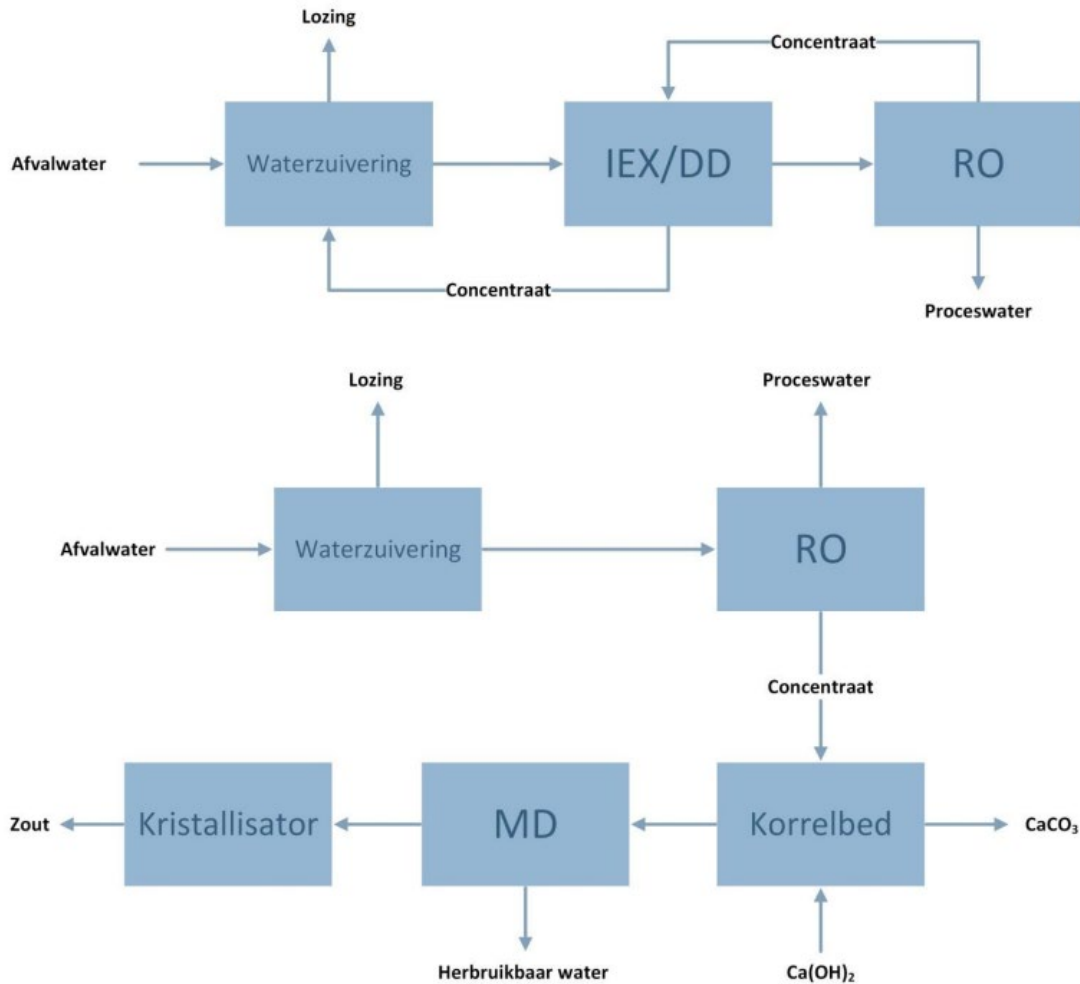 Lozing
Concentraat
Afvalwater
Waterzuivering
IEX/DD
RO
Concentraat
Proceswater
Lozing
Proceswater
Afvalwater
Waterzuivering
RO
Concentraat
Zout
Kristallisator
MD
Korrelbed
CaCO₃
Herbruikbaar water
Ca(OH)₂